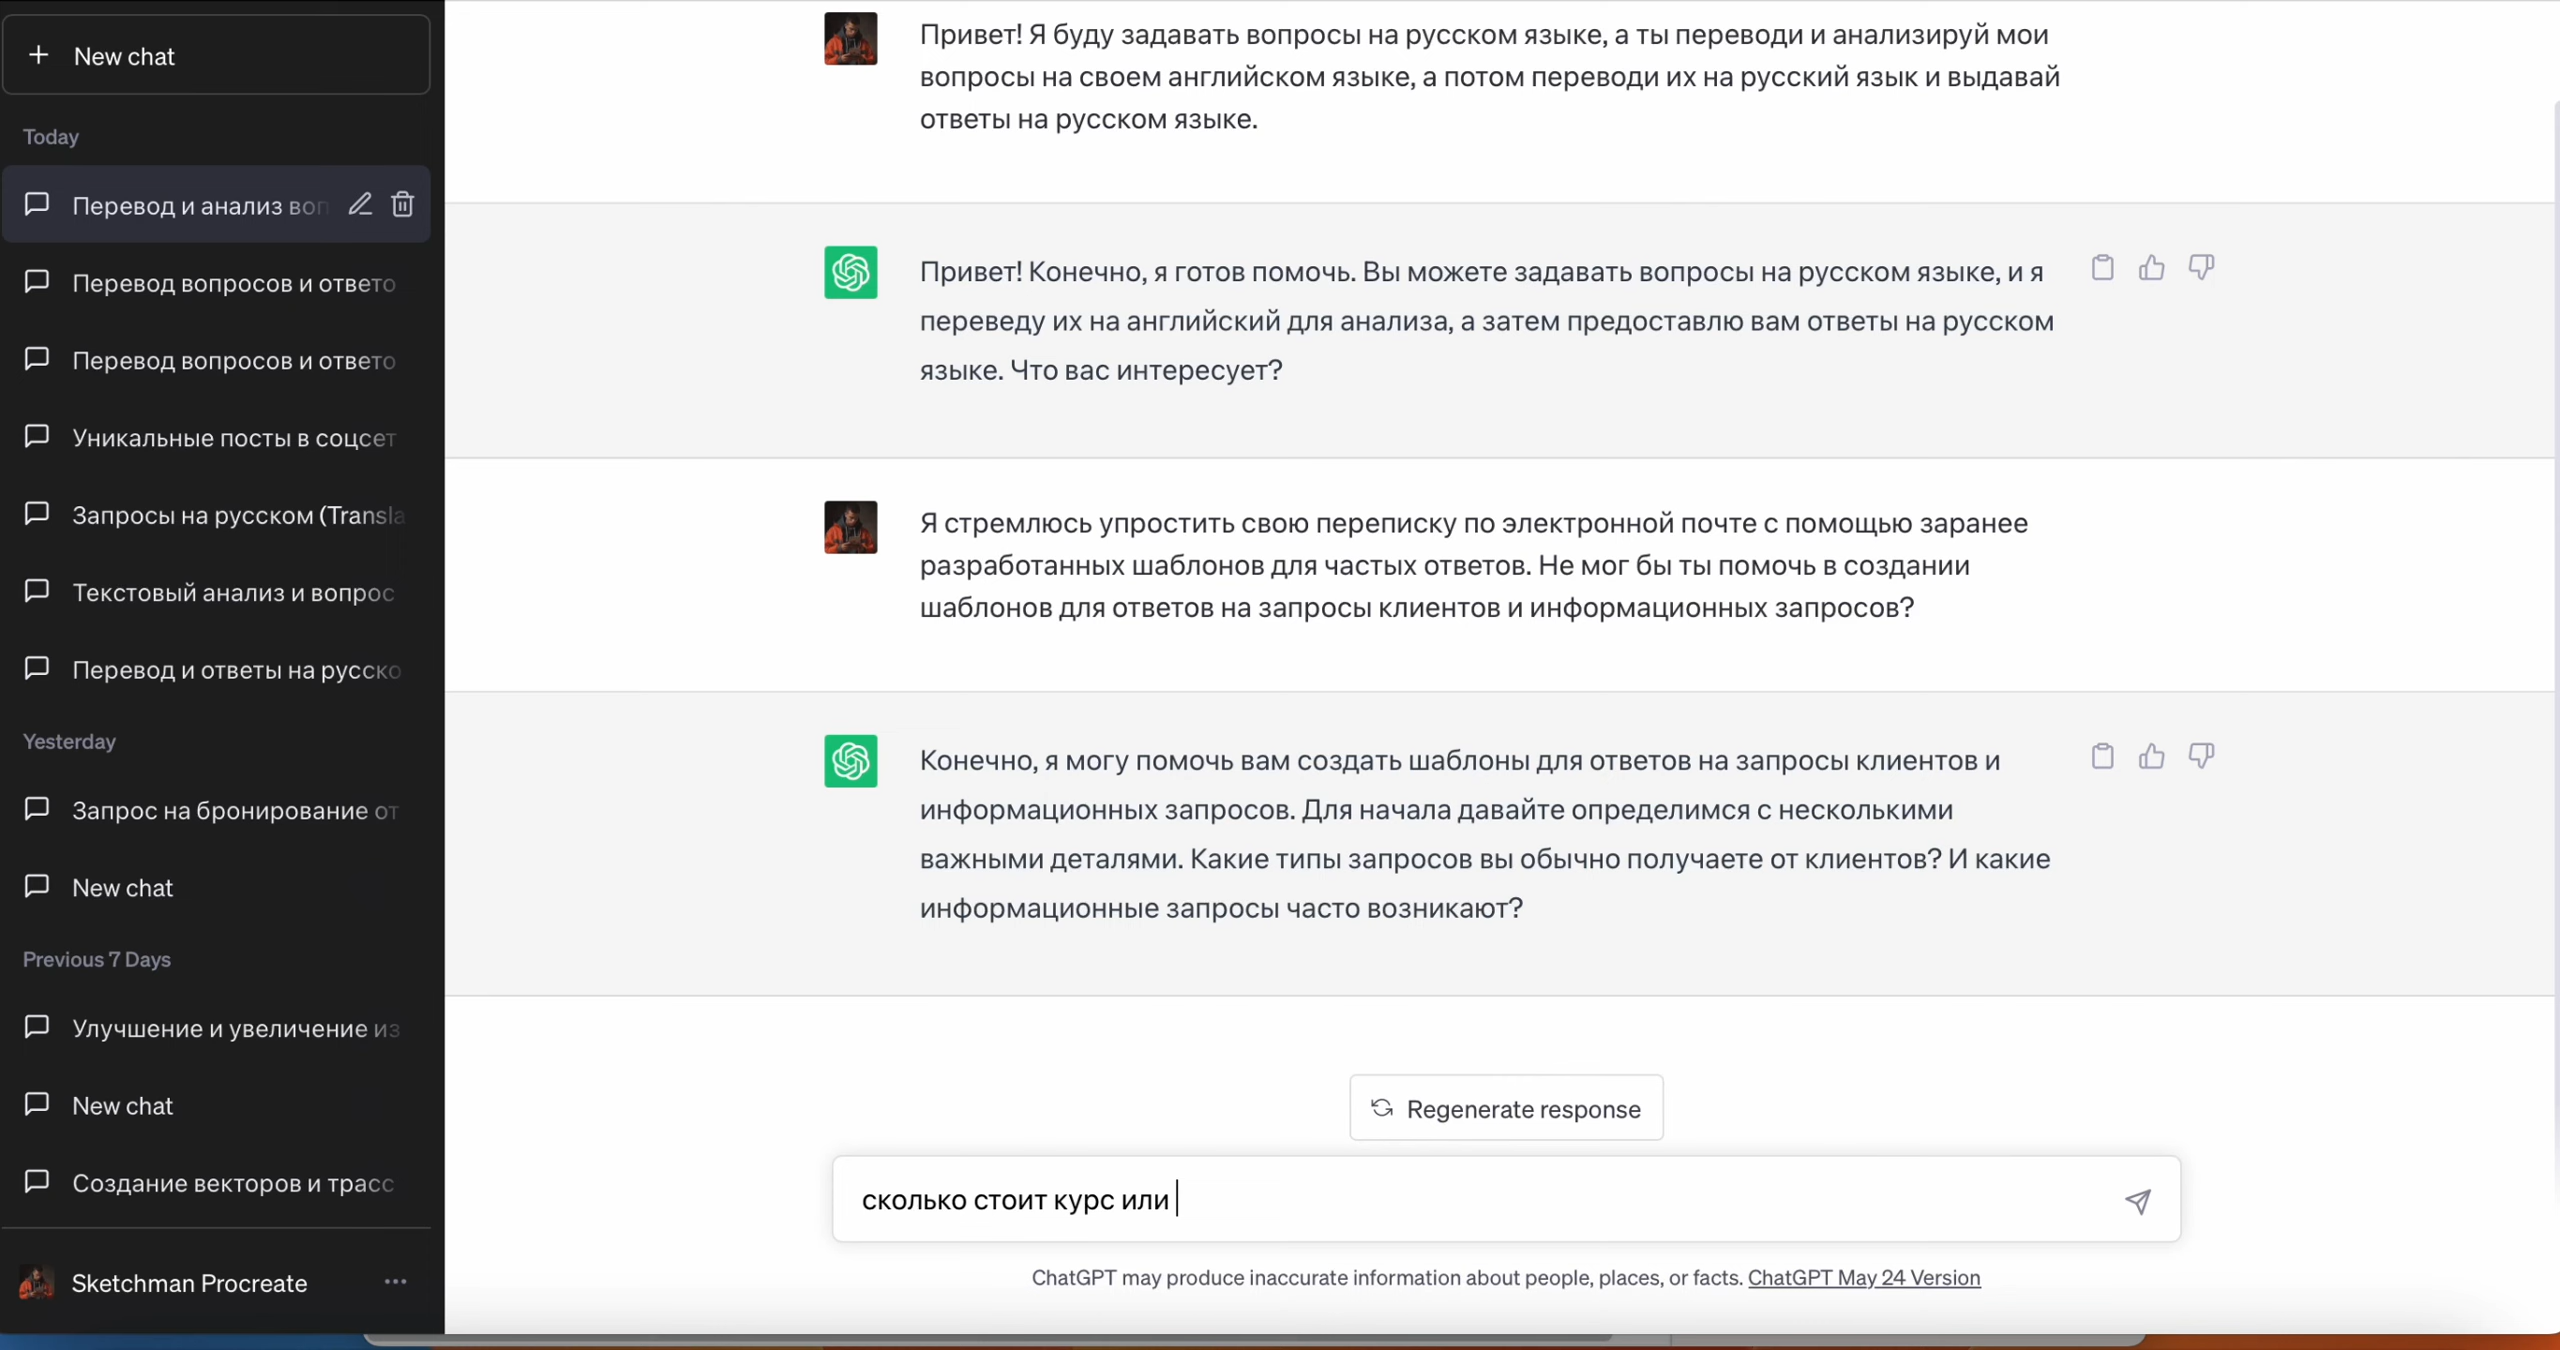 New chat
Today
Перевод и анализ воп
Перевод вопросов и ответо
Перевод вопросов и ответо
Уникальные посты в соцсет
Запросы на русском (Transla
Текстовый анализ и вопрос
Перевод и ответы на русско
Yesterday
Запрос на бронирование от
New chat
Previous 7 Days
Улучшение и увеличение из
New chat
Создание векторов и трасс
Sketchman Procreate
Привет! Я буду задавать вопросы на русском языке, а ты переводи и анализируй мои
вопросы на своем английском языке, а потом переводи их на русский язык и выдавай
ответы на русском языке.
Привет! Конечно, я готов помочь. Вы можете задавать вопросы на русском языке, и я
переведу их на английский для анализа, а затем предоставлю вам ответы на русском
языке. Что вас интересует?
Я стремлюсь упростить свою переписку по электронной почте с помощью заранее
разработанных шаблонов для частых ответов. Не мог бы ты помочь в создании
шаблонов для ответов на запросы клиентов и информационных запросов?
Конечно, я могу помочь вам создать шаблоны для ответов на запросы клиентов и
информационных запросов. Для начала давайте определимся с несколькими
важными деталями. Какие типы запросов вы обычно получаете от клиентов? И какие
информационные запросы часто возникают?
Regenerate response
сколько стоит курс или
ChatGPT may produce inaccurate information about people, places, or facts. ChatGPT May 24 Version